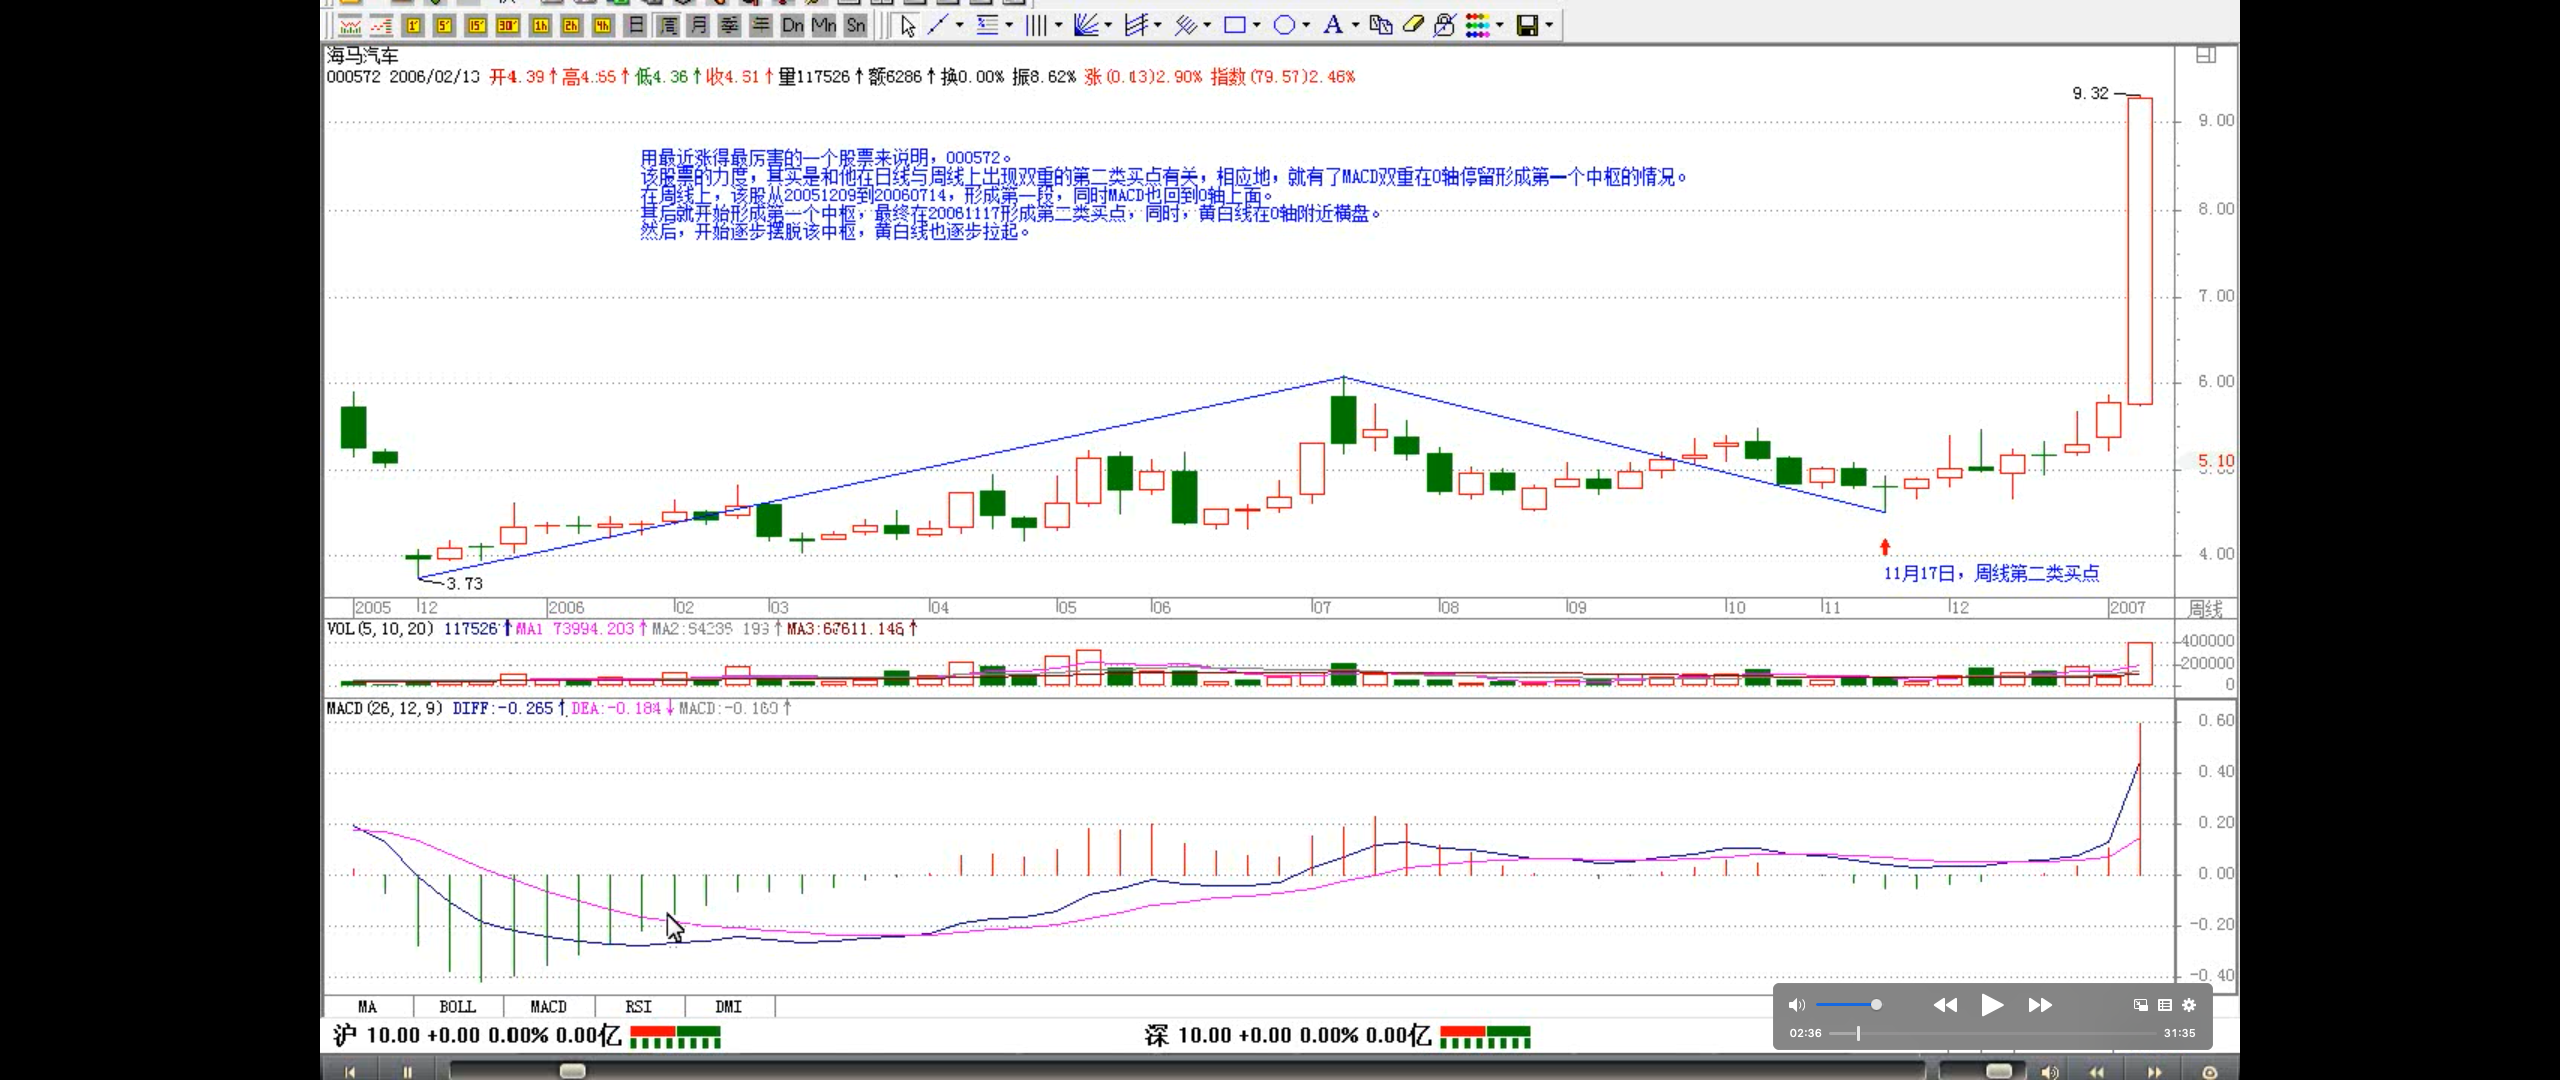 1' 5' 15' 30' 1h 2h 4h 日 周 月 季 年 Dn Mn Sn A
海马汽车
000572 2006/02/13 开4.39↑高4.65↑低4.36↑收4.51↑量117526↑额6286↑换0.00% 振8.62% 涨(0.13)2.90% 指数(79.57)2.46%
9.32
9.00
用最近涨得最厉害的一个股票来说明，000572。
该股票的力度，其实是和他在日线与周线上出现双重的第二类买点有关，相应地，就有了MACD双重在0轴停留形成第一个中枢的情况。
在周线上，该股从20051209到20060714，形成第一段，同时MACD也回到0轴上面。
其后就开始形成第一个中枢，最终在20061117形成第二类买点，同时，黄白线在0轴附近横盘。
8.00
然后，开始逐步摆脱该中枢，黄白线也逐步拉起。
7.00
6.00
5.10
4.00
11月17日，周线第二类买点
3.73
2005 12 2006 02 03 04 05 06 07 08 09 10 11 12 2007 周线
VOL(5,10,20) 117526↑MA1 73994.203↑MA2: ↑MA3:67611.146↑
400000
200000
0
MACD(26,12,9) DIFF:-0.265↑DEA:-0.184↓MACD:-0.160↑
0.60
0.40
0.20
0.00
-0.20
-0.40
MA BOLL MACD RSI DMI
沪 10.00 +0.00 0.00% 0.00亿 深 10.00 +0.00 0.00% 0.00亿
02:36 31:35